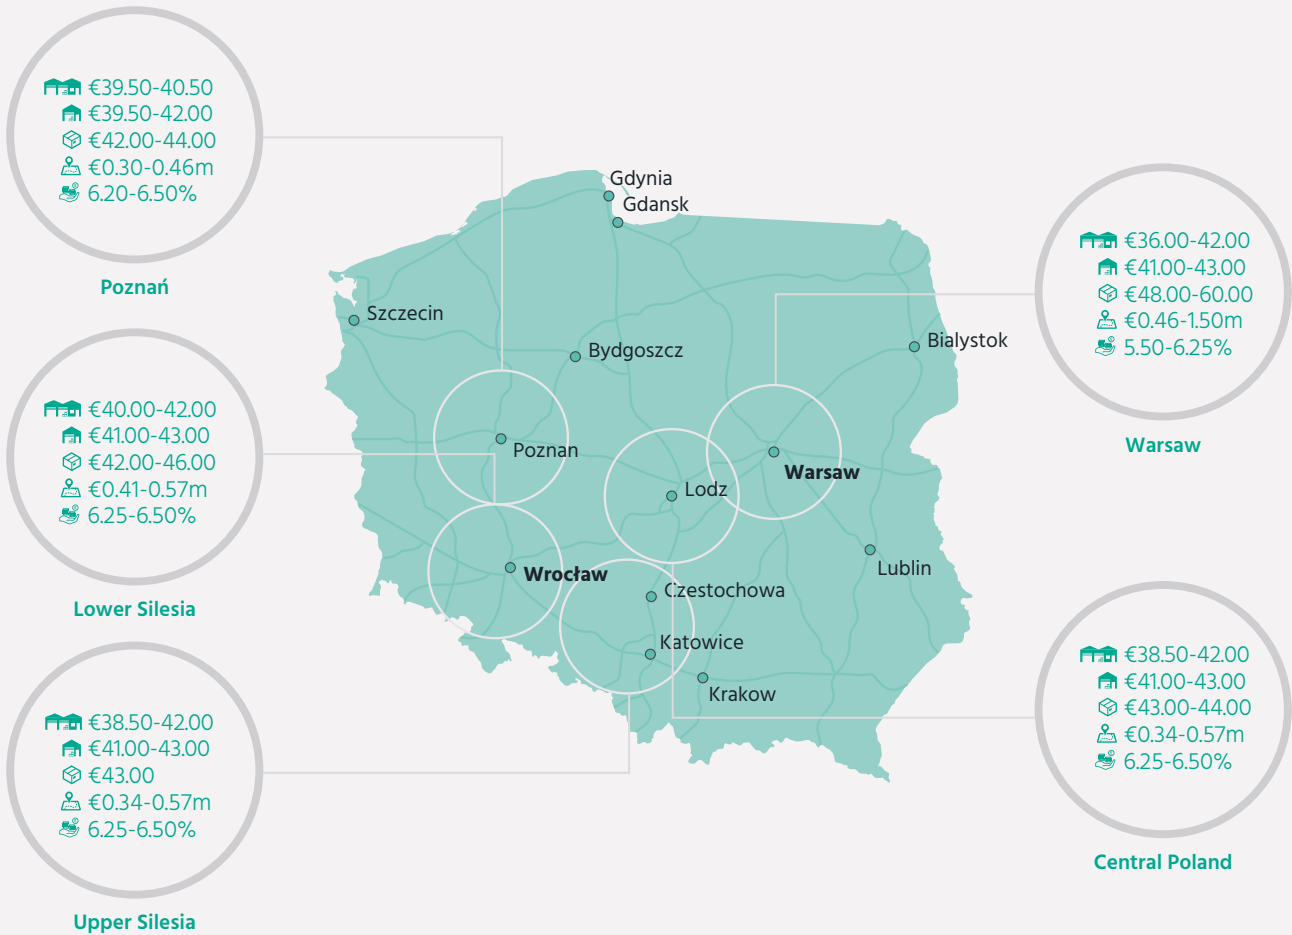 €39.50-40.50
€39.50-42.00
€42.00-44.00
€0.30-0.46m
6.20-6.50%
Poznań
€40.00-42.00
€41.00-43.00
€42.00-46.00
€0.41-0.57m
6.25-6.50%
Lower Silesia
€38.50-42.00
€41.00-43.00
€43.00
€0.34-0.57m
6.25-6.50%
Upper Silesia
Gdynia
Gdansk
Szczecin
Bydgoszcz
Bialystok
Poznan
Warsaw
Lodz
Wrocław
Lublin
Czestochowa
Katowice
Krakow
€36.00-42.00
€41.00-43.00
€48.00-60.00
€0.46-1.50m
5.50-6.25%
Warsaw
€38.50-42.00
€41.00-43.00
€43.00-44.00
€0.34-0.57m
6.25-6.50%
Central Poland